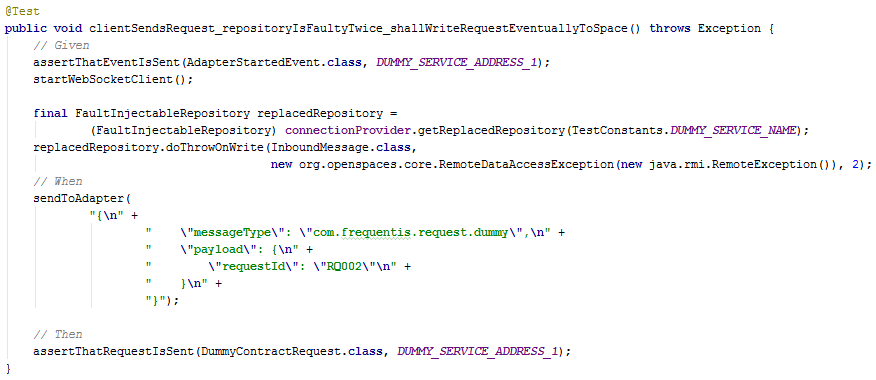 @Test
public void clientSendsRequest_repositoryIsFaultyTwice_shallWriteRequestEventuallyToSpace() throws Exception {
    // Given
    assertThatEventIsSent(AdapterStartedEvent.class, DUMMY_SERVICE_ADDRESS_1);
    startWebSocketClient();

    final FaultInjectableRepository replacedRepository =
            (FaultInjectableRepository) connectionProvider.getReplacedRepository(TestConstants.DUMMY_SERVICE_NAME);
    replacedRepository.doThrowOnWrite(InboundMessage.class,
                                      new org.openspaces.core.RemoteDataAccessException(new java.rmi.RemoteException()), 2);
    // When
    sendToAdapter(
            "{\n" +
                    "    \"messageType\": \"com.frequentis.request.dummy\",\n" +
                    "    \"payload\": {\n" +
                    "        \"requestId\": \"RQ002\"\n" +
                    "    }\n" +
                    "}");

    // Then
    assertThatRequestIsSent(DummyContractRequest.class, DUMMY_SERVICE_ADDRESS_1);
}